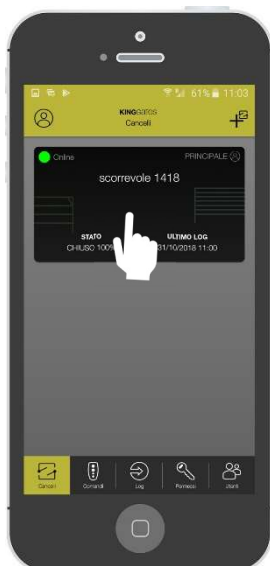 61% 11:03
KINGgates
Cancelli
Online
PRINCIPALE
scorrevole 1418
STATO
ULTIMO LOG
CHIUSO 100%
31/10/2018 11:00
Cancelli
Comandi
Log
Permessi
Utenti